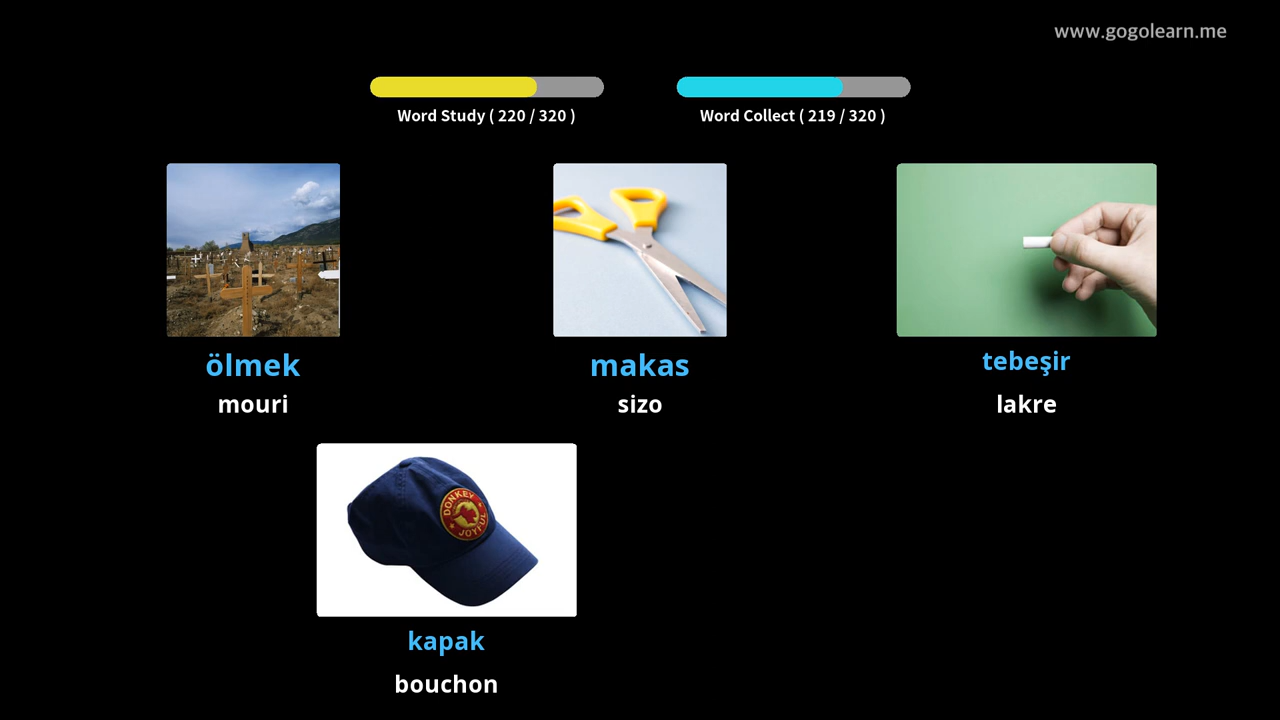 www.gogolearn.me
Word Study ( 220 / 320 )
Word Collect ( 219 / 320 )
ölmek
mouri
makas
sizo
tebeşir
lakre
DONKEY
JOYFUL
kapak
bouchon